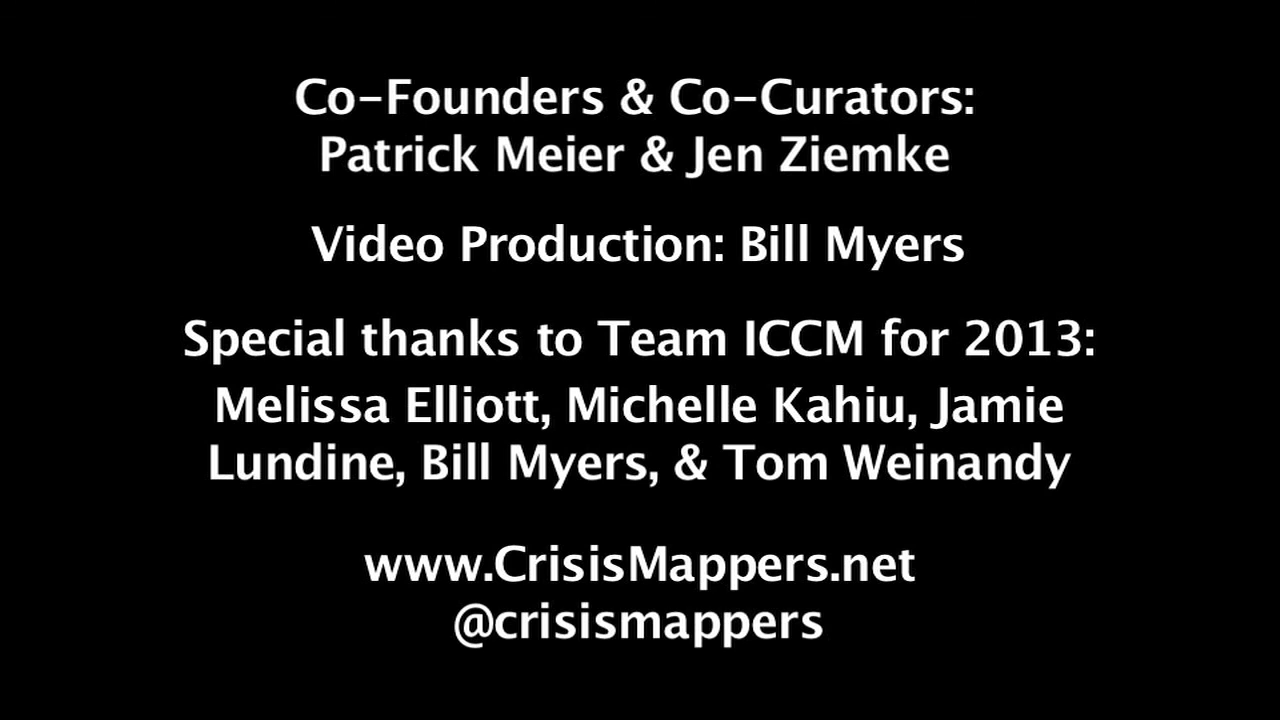 Co-Founders & Co-Curators:
Patrick Meier & Jen Ziemke
Video Production: Bill Myers
Special thanks to Team ICCM for 2013:
Melissa Elliott, Michelle Kahiu, Jamie
Lundine, Bill Myers, & Tom Weinandy
www.CrisisMappers.net
@crisismappers